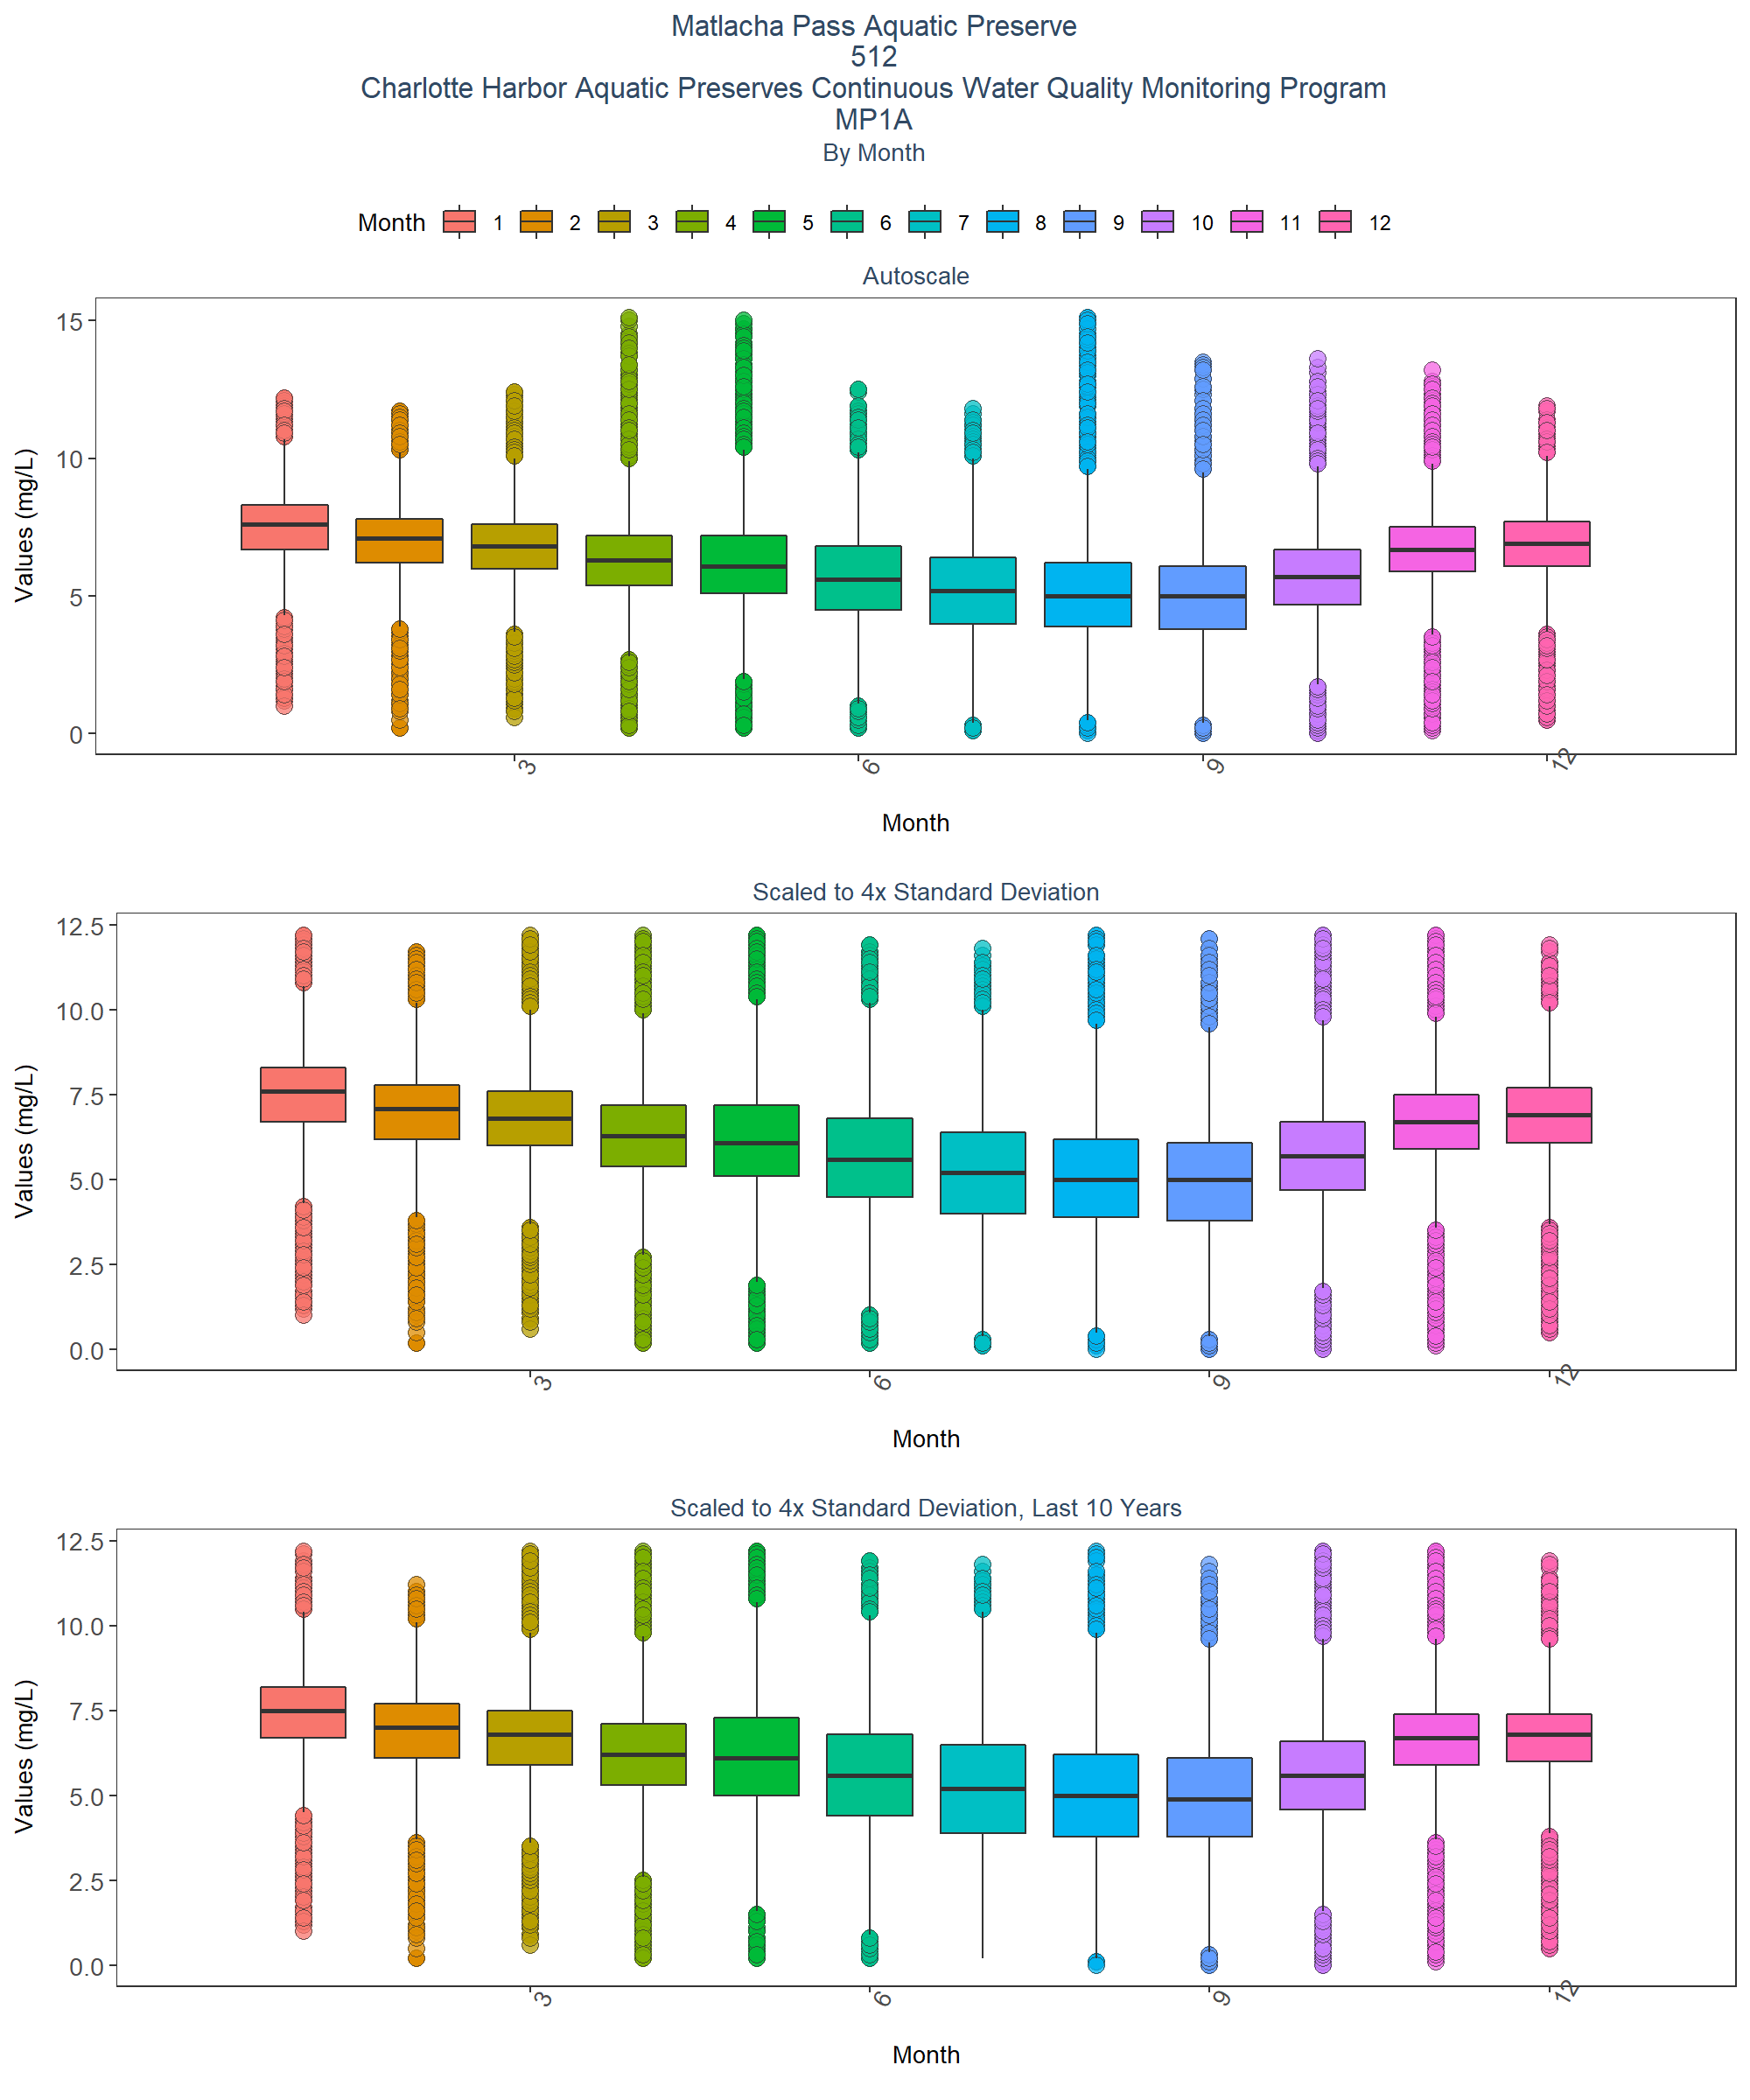 Matlacha Pass Aquatic Preserve
512
Charlotte Harbor Aquatic Preserves Continuous Water Quality Monitoring Program
MP1A
By Month
Month 1 2 3 4 5 6 7 8 9 10 11 12
Autoscale
Values (mg/L)
15
10
5
0
3 6 9 12
Month
Scaled to 4x Standard Deviation
Values (mg/L)
12.5
10.0
7.5
5.0
2.5
0.0
3 6 9 12
Month
Scaled to 4x Standard Deviation, Last 10 Years
Values (mg/L)
12.5
10.0
7.5
5.0
2.5
0.0
3 6 9 12
Month